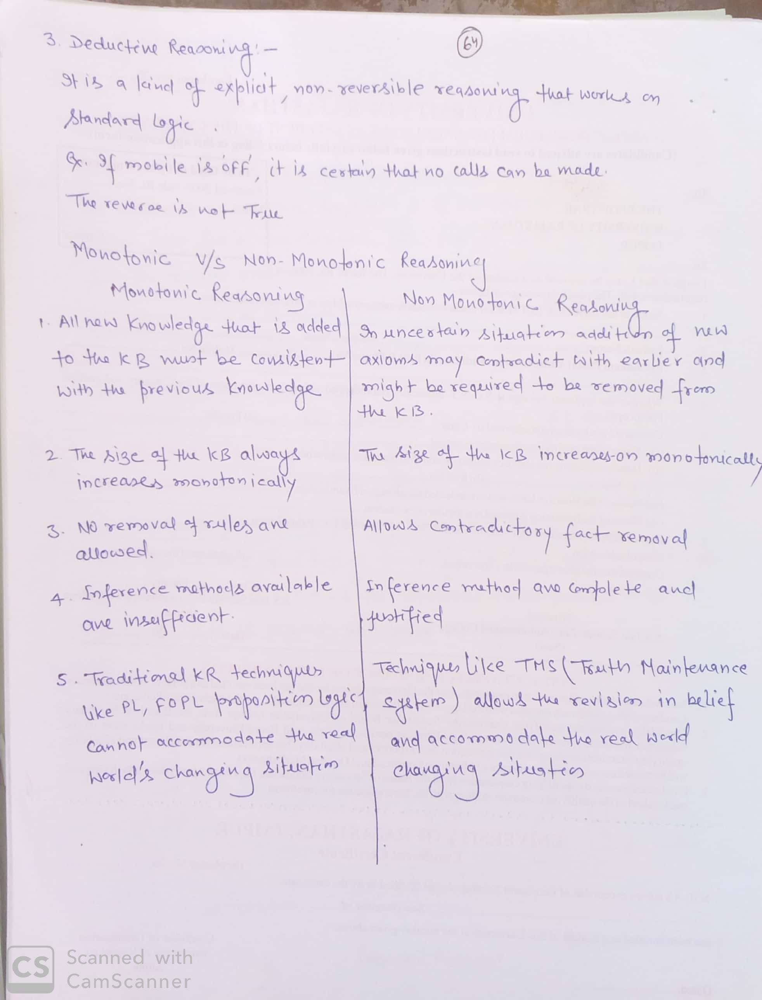 64
3. Deductive Reasoning:-
It is a kind of explicit, non-reversible reasoning that works on
Standard Logic.
Ex. If mobile is 'off', it is certain that no calls can be made.
The reverse is not True
Monotonic V/S Non-Monotonic Reasoning
Monotonic Reasoning
1. All new knowledge that is added
to the KB must be consistent
with the previous knowledge
2. The size of the KB always
increases monotonically
3. No removal of rules are
allowed.
4. Inference methods available
are insufficient.
5. Traditional KR techniques
like PL, FOPL proposition logic
cannot accommodate the real
world's changing situation
Non Monotonic Reasoning
In uncertain situation addition of new
axioms may contradict with earlier and
might be required to be removed from
the KB.
The size of the KB increases-on monotonically
Allows contradictory fact removal
Inference method are complete and
justified
Techniques like TMS (Truth Maintenance
system) allows the revision in belief
and accommodate the real world
changing situation
CS Scanned with
CamScanner